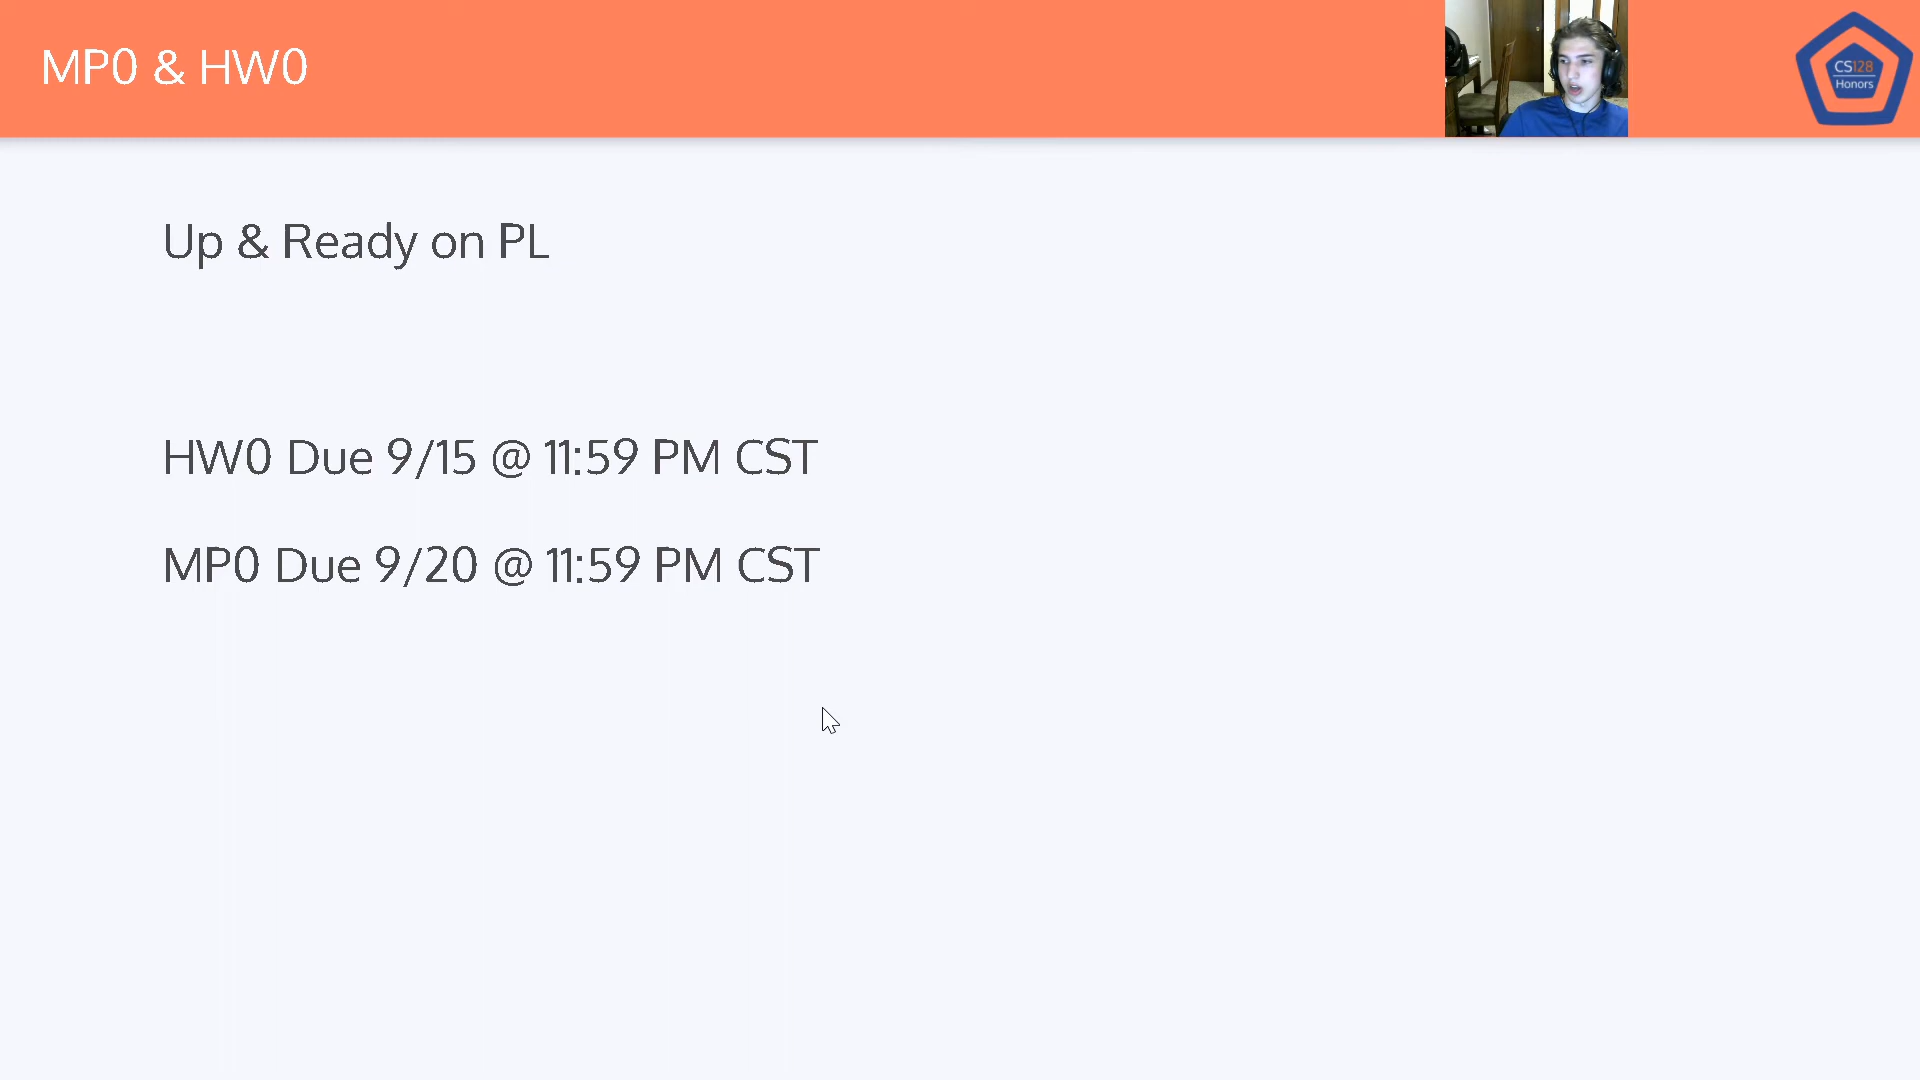 MP0 & HW0
CS128
Honors
Up & Ready on PL
HW0 Due 9/15 @ 11:59 PM CST
MP0 Due 9/20 @ 11:59 PM CST